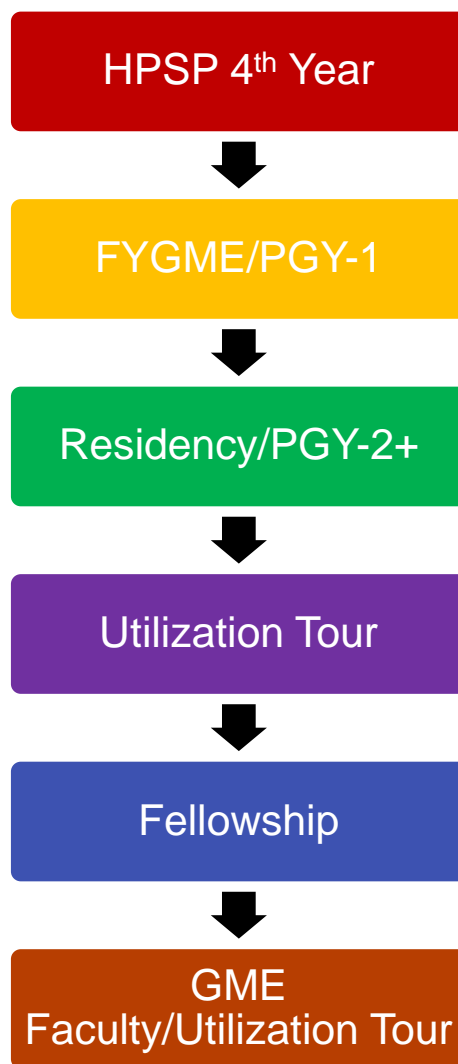 HPSP 4th Year
FYGME/PGY-1
Residency/PGY-2+
Utilization Tour
Fellowship
GME
Faculty/Utilization Tour